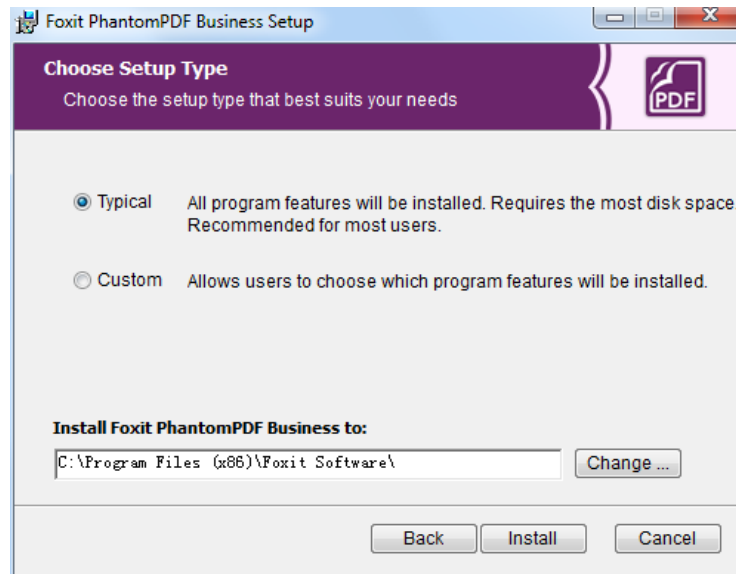 Foxit PhantomPDF Business Setup
Choose Setup Type
Choose the setup type that best suits your needs
PDF
Typical All program features will be installed. Requires the most disk space.
Recommended for most users.
Custom Allows users to choose which program features will be installed.
Install Foxit PhantomPDF Business to:
C:\Program Files (x86)\Foxit Software\ Change ...
Back Install Cancel